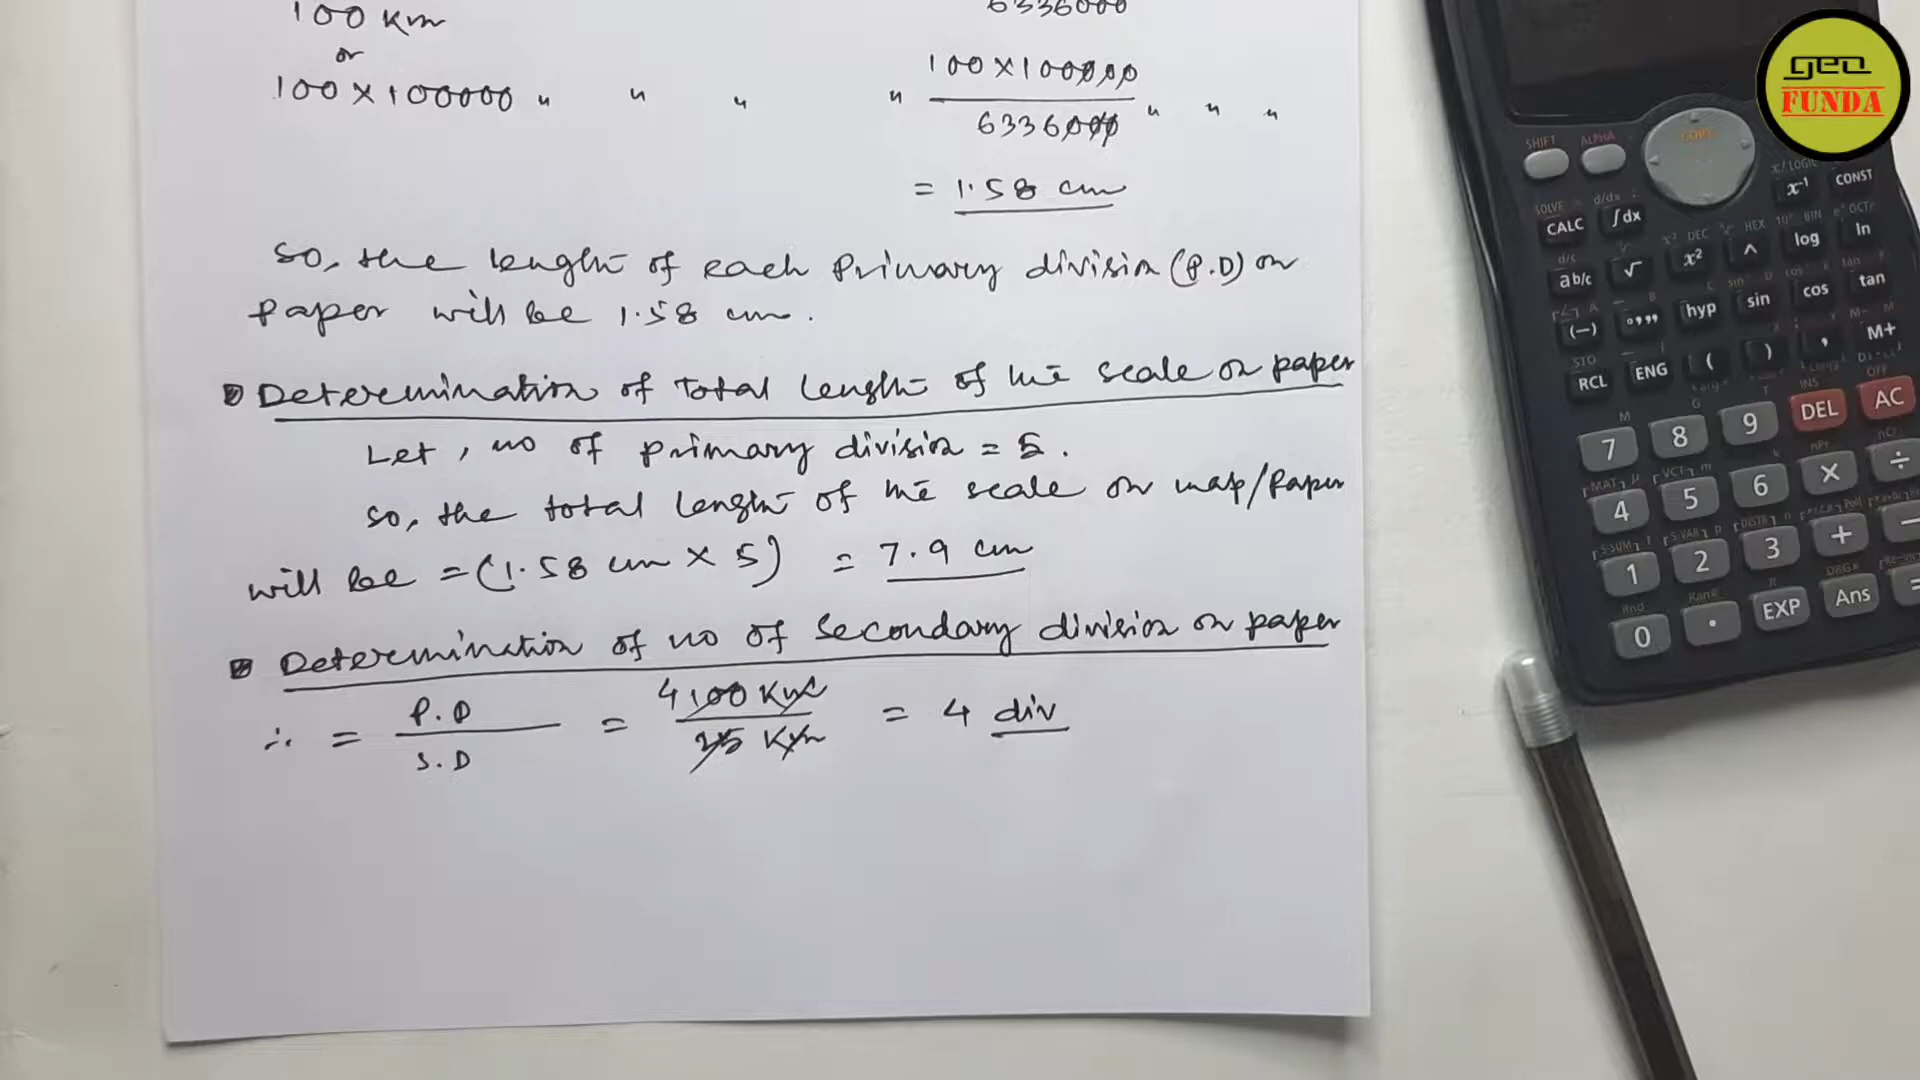 100 Km
6336000
or
100 × 100000 " " " " 100 × 100000 / 6336000 " " "
= 1.58 cm
So, the length of each Primary division (P.D) on
paper will be 1.58 cm.
Determination of Total length of the scale on paper
Let, no of primary division = 5.
so, the total length of the scale on map/Paper
will be = (1.58 cm × 5) = 7.9 cm
Determination of no of Secondary division on paper
∴ = P.D / S.D = 4 100 Km / 25 Km = 4 div
geo
FUNDA
SHIFT ALPHA
x⁻¹ CONST
SOLVE d/dx
CALC ∫dx
x² ^ log ln
ab/c √ hyp sin cos tan
(−) °,,, ( ) , M+
STO
RCL ENG
7 8 9 DEL AC
4 5 6 × ÷
1 2 3 + −
0 . EXP Ans =